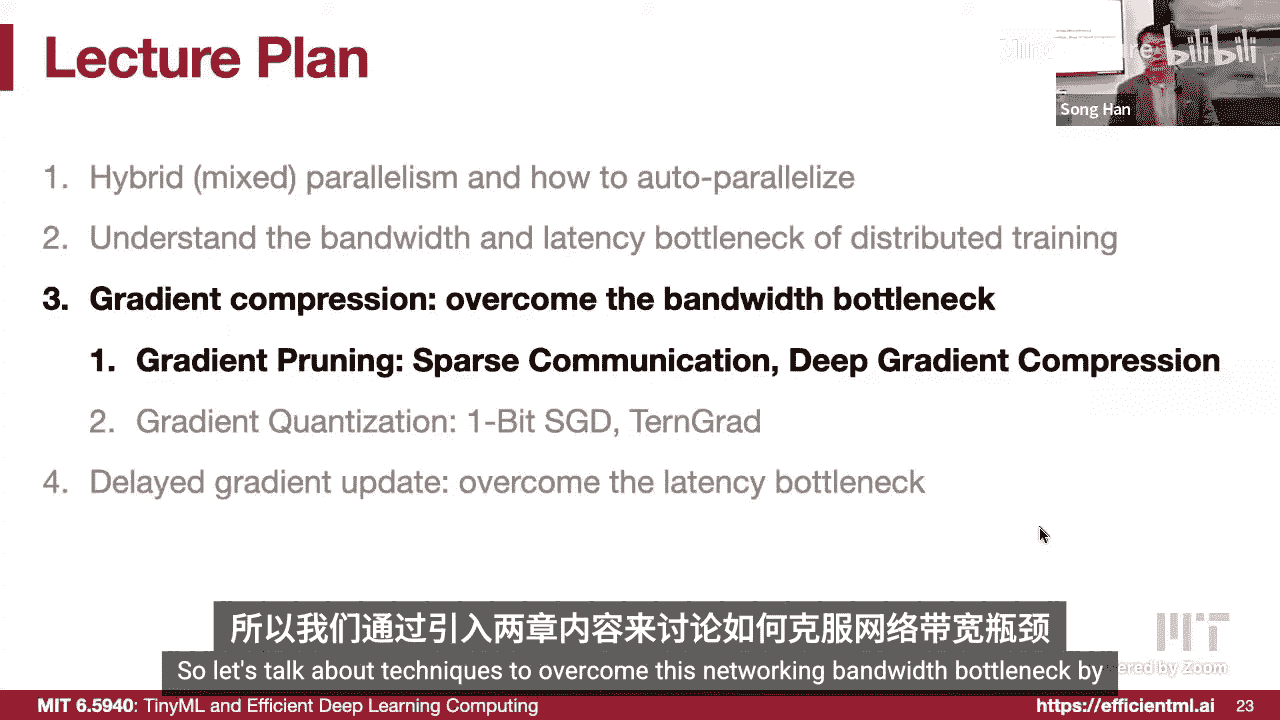 Lecture Plan
bilibili
Song Han
1. Hybrid (mixed) parallelism and how to auto-parallelize
2. Understand the bandwidth and latency bottleneck of distributed training
3. Gradient compression: overcome the bandwidth bottleneck
1. Gradient Pruning: Sparse Communication, Deep Gradient Compression
2. Gradient Quantization: 1-Bit SGD, TernGrad
4. Delayed gradient update: overcome the latency bottleneck
所以我们通过引入两章内容来讨论如何克服网络带宽瓶颈
MIT
So let's talk about techniques to overcome this networking bandwidth bottleneck by
by Zoom
MIT 6.5940: TinyML and Efficient Deep Learning Computing
https://efficientml.ai 23